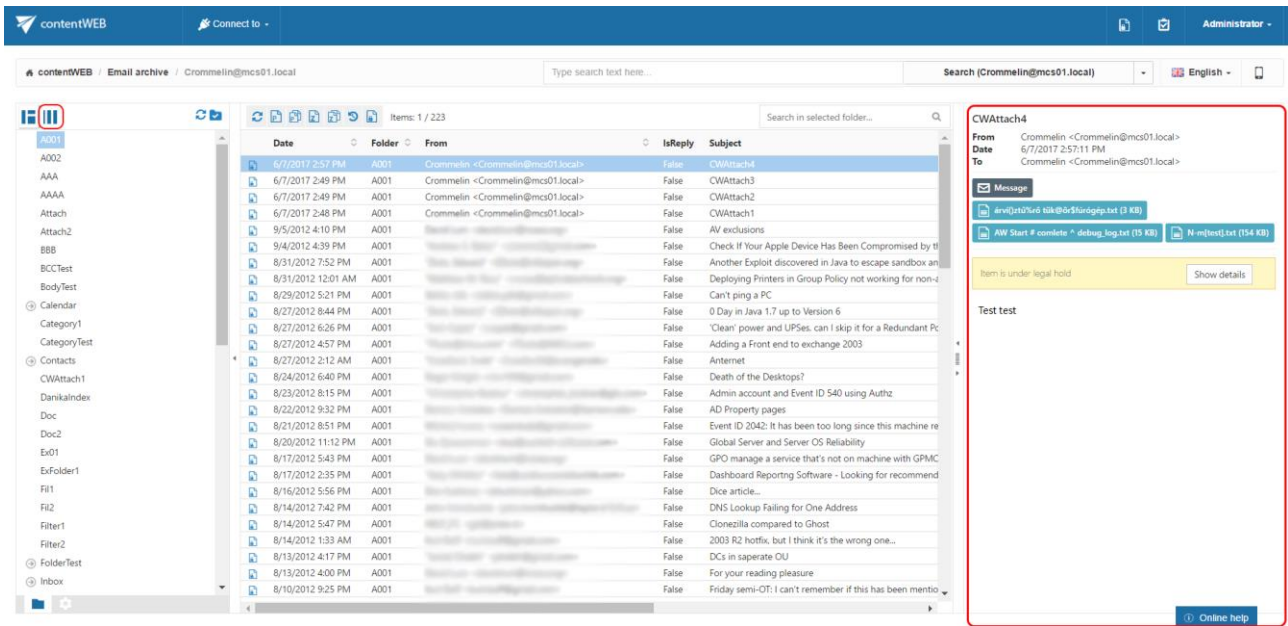 contentWEB Connect to Administrator
contentWEB / Email archive / Crommelin@mcs01.local Type search text here... Search (Crommelin@mcs01.local) English
Items: 1 / 223 Search in selected folder...
A001
A002
AAA
AAAA
Attach
Attach2
BBB
BCCTest
BodyTest
Calendar
Category1
CategoryTest
Contacts
CWAttach1
DanikaIndex
Doc
Doc2
Ex01
ExFolder1
Fil1
Fil2
Filter1
Filter2
FolderTest
Inbox
Date Folder From IsReply Subject
6/7/2017 2:57 PM A001 Crommelin <Crommelin@mcs01.local> False CWAttach4
6/7/2017 2:49 PM A001 Crommelin <Crommelin@mcs01.local> False CWAttach3
6/7/2017 2:49 PM A001 Crommelin <Crommelin@mcs01.local> False CWAttach2
6/7/2017 2:48 PM A001 Crommelin <Crommelin@mcs01.local> False CWAttach1
9/5/2012 4:10 PM A001 False AV exclusions
9/4/2012 4:39 PM A001 False Check If Your Apple Device Has Been Compromised by
8/31/2012 7:52 PM A001 False Another Exploit discovered in Java to escape sandbox an
8/31/2012 12:01 AM A001 False Deploying Printers in Group Policy not working for non-a
8/29/2012 5:21 PM A001 False Can't ping a PC
8/27/2012 8:44 PM A001 False 0 Day in Java 1.7 up to Version 6
8/27/2012 6:26 PM A001 False 'Clean' power and UPSes. can I skip it for a Redundant Po
8/27/2012 4:57 PM A001 False Adding a Front end to exchange 2003
8/27/2012 2:12 AM A001 False Anternet
8/24/2012 6:40 PM A001 False Death of the Desktops?
8/23/2012 8:15 PM A001 False Admin account and Event ID 540 using Authz
8/22/2012 9:32 PM A001 False AD Property pages
8/21/2012 8:51 PM A001 False Event ID 2042: It has been too long since this machine re
8/20/2012 11:12 PM A001 False Global Server and Server OS Reliability
8/17/2012 5:43 PM A001 False GPO manage a service that's not on machine with GPMC
8/17/2012 2:35 PM A001 False Dashboard Reportng Software - Looking for recommend
8/16/2012 5:56 PM A001 False Dice article...
8/14/2012 7:42 PM A001 False DNS Lookup Failing for One Address
8/14/2012 5:47 PM A001 False Clonezilla compared to Ghost
8/14/2012 1:33 AM A001 False 2003 R2 hotfix, but I think it's the wrong one...
8/13/2012 4:17 PM A001 False DCs in saperate OU
8/13/2012 4:00 PM A001 False For your reading pleasure
8/10/2012 9:25 PM A001 False Friday semi-OT: I can't remember if this has been mentio
CWAttach4
From Crommelin <Crommelin@mcs01.local>
Date 6/7/2017 2:57:11 PM
To Crommelin <Crommelin@mcs01.local>
Message
árvi()ztű%rő tük@ör$fúrógép.txt (3 KB)
AW Start # comlete ^ debug_log.txt (15 KB) N-m[test].txt (154 KB)
Item is under legal hold Show details
Test test
Online help